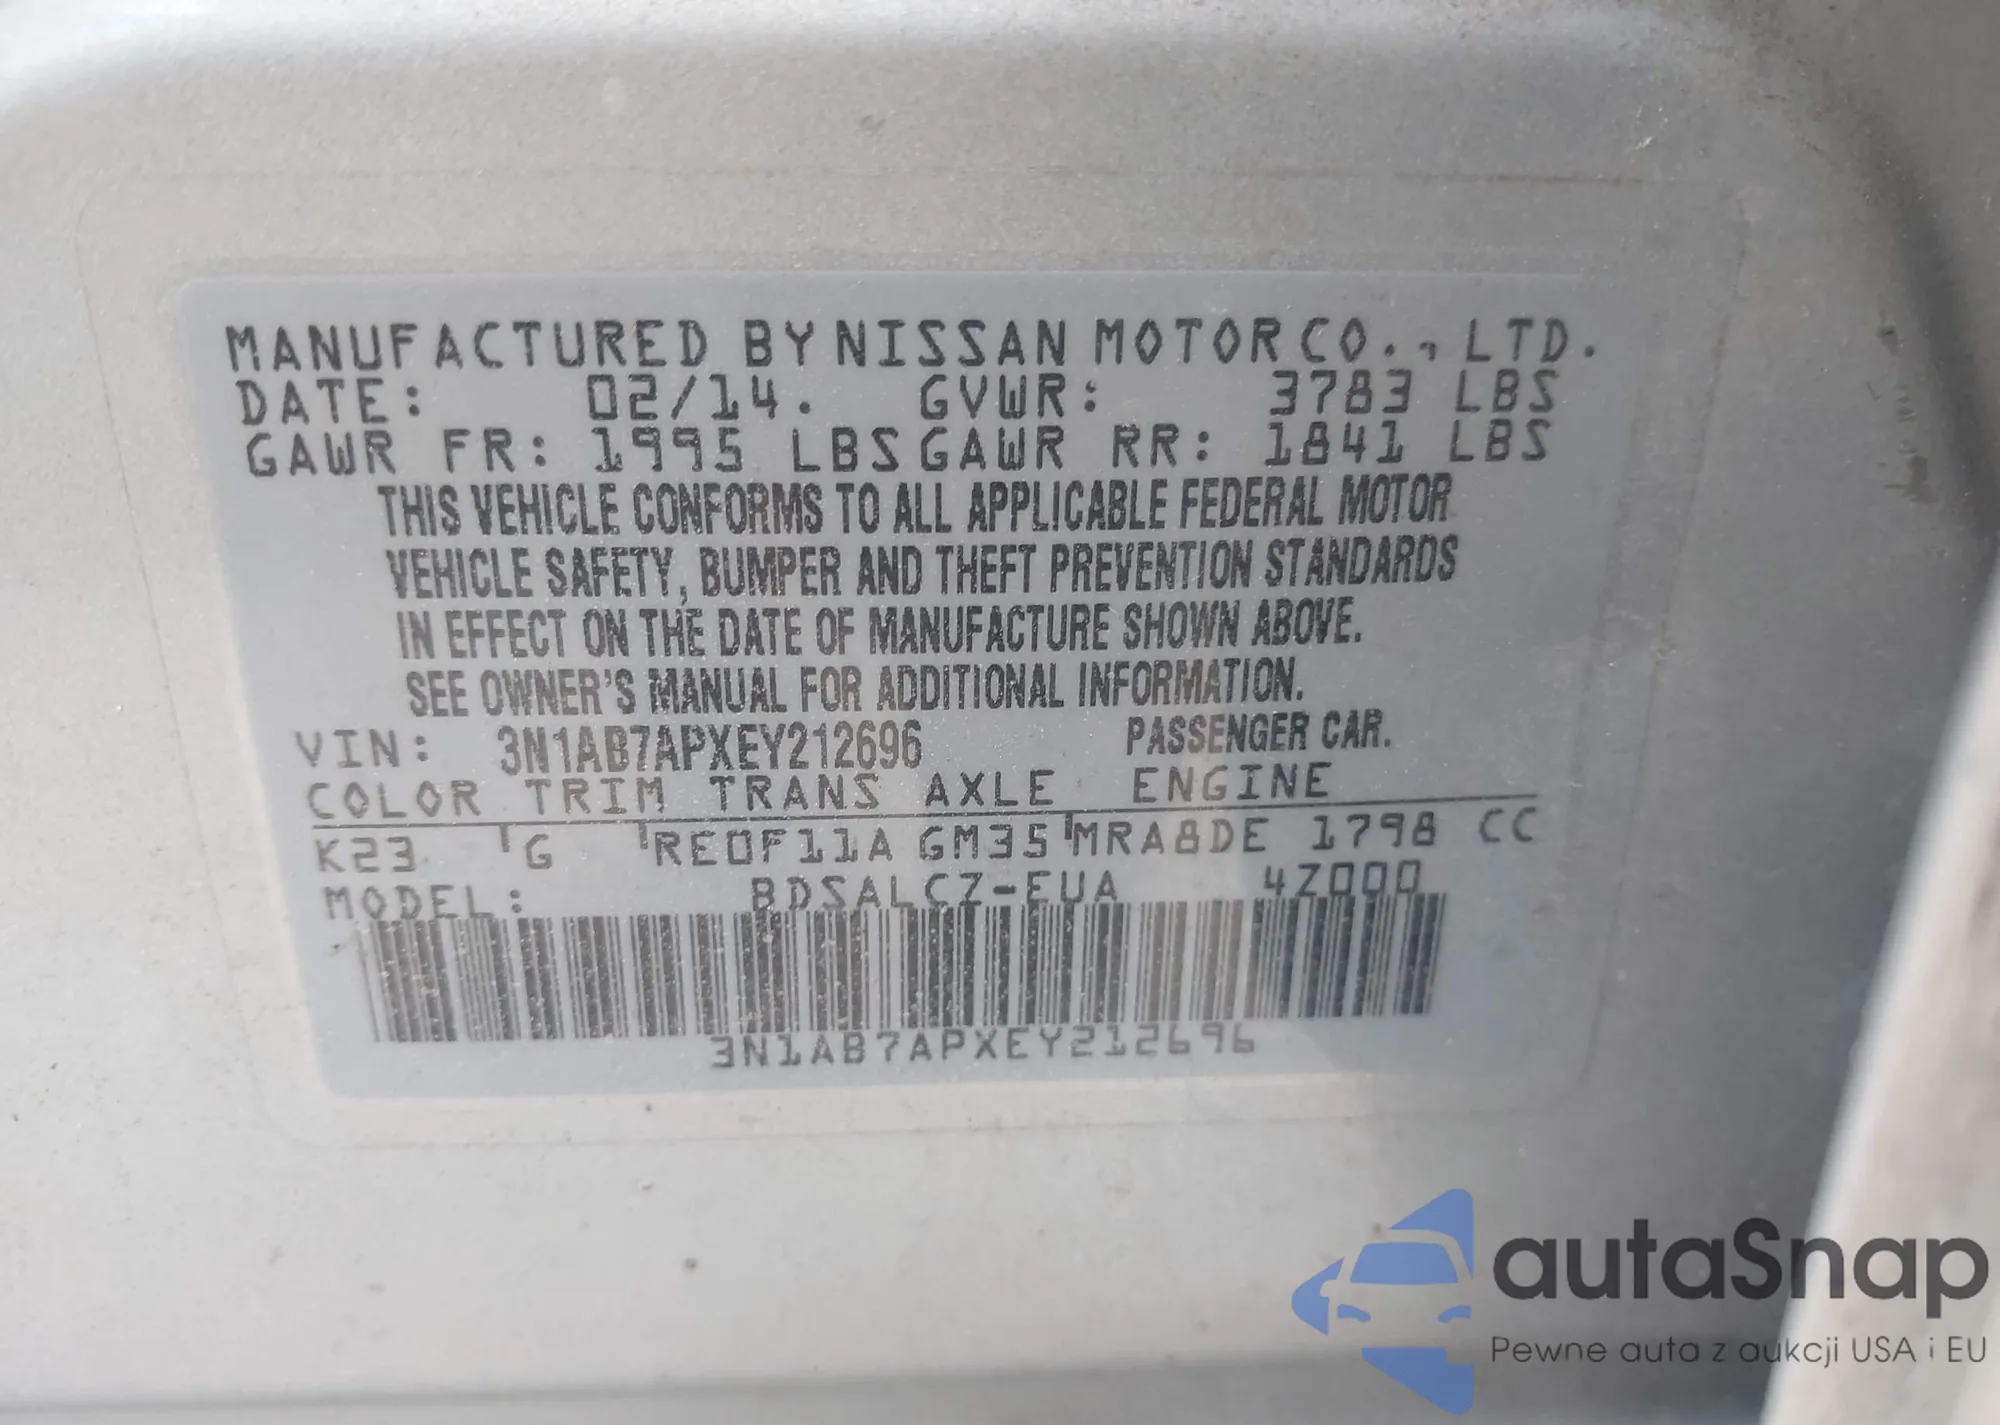 MANUFACTURED BY NISSAN MOTOR CO., LTD.
DATE: 02/14. GVWR: 3783 LBS
GAWR FR: 1995 LBS GAWR RR: 1841 LBS
THIS VEHICLE CONFORMS TO ALL APPLICABLE FEDERAL MOTOR
VEHICLE SAFETY, BUMPER AND THEFT PREVENTION STANDARDS
IN EFFECT ON THE DATE OF MANUFACTURE SHOWN ABOVE.
SEE OWNER'S MANUAL FOR ADDITIONAL INFORMATION.
VIN: 3N1AB7APXEY212696 PASSENGER CAR.
COLOR TRIM TRANS AXLE ENGINE
K23 G RE0F11A GM35 MRA8DE 1798 CC
MODEL: BDSALCZ-EUA 4Z000
3N1AB7APXEY212696
autaSnap
Pewne auta z aukcji USA i EU